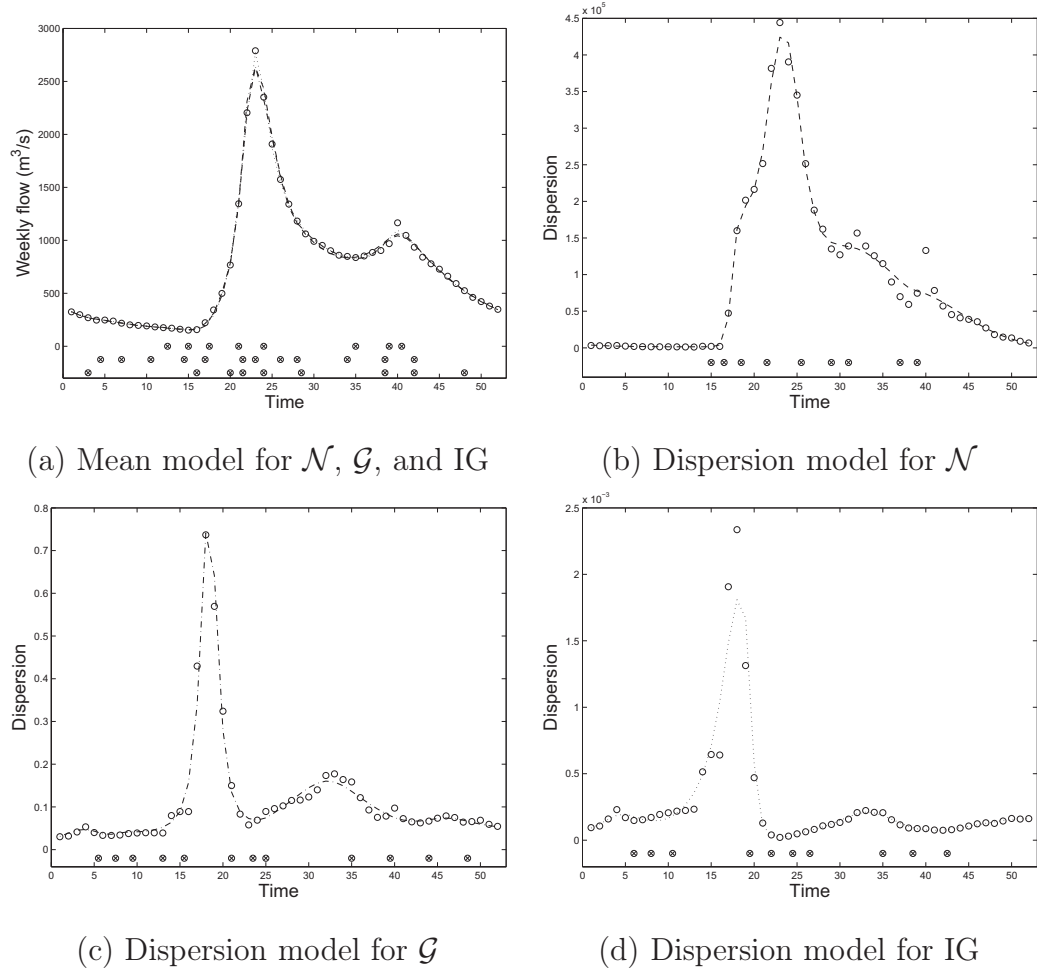 3000
2500
2000
1500
1000
500
0
Weekly flow (m³/s)
0 5 10 15 20 25 30 35 40 45 50
Time
(a) Mean model for 𝒩, 𝒢, and IG
x 10⁵
4.5
4
3.5
3
2.5
2
1.5
1
0.5
0
Dispersion
0 5 10 15 20 25 30 35 40 45 50
Time
(b) Dispersion model for 𝒩
0.8
0.7
0.6
0.5
0.4
0.3
0.2
0.1
0
Dispersion
0 5 10 15 20 25 30 35 40 45 50
Time
(c) Dispersion model for 𝒢
x 10⁻³
2.5
2
1.5
1
0.5
0
Dispersion
0 5 10 15 20 25 30 35 40 45 50
Time
(d) Dispersion model for IG